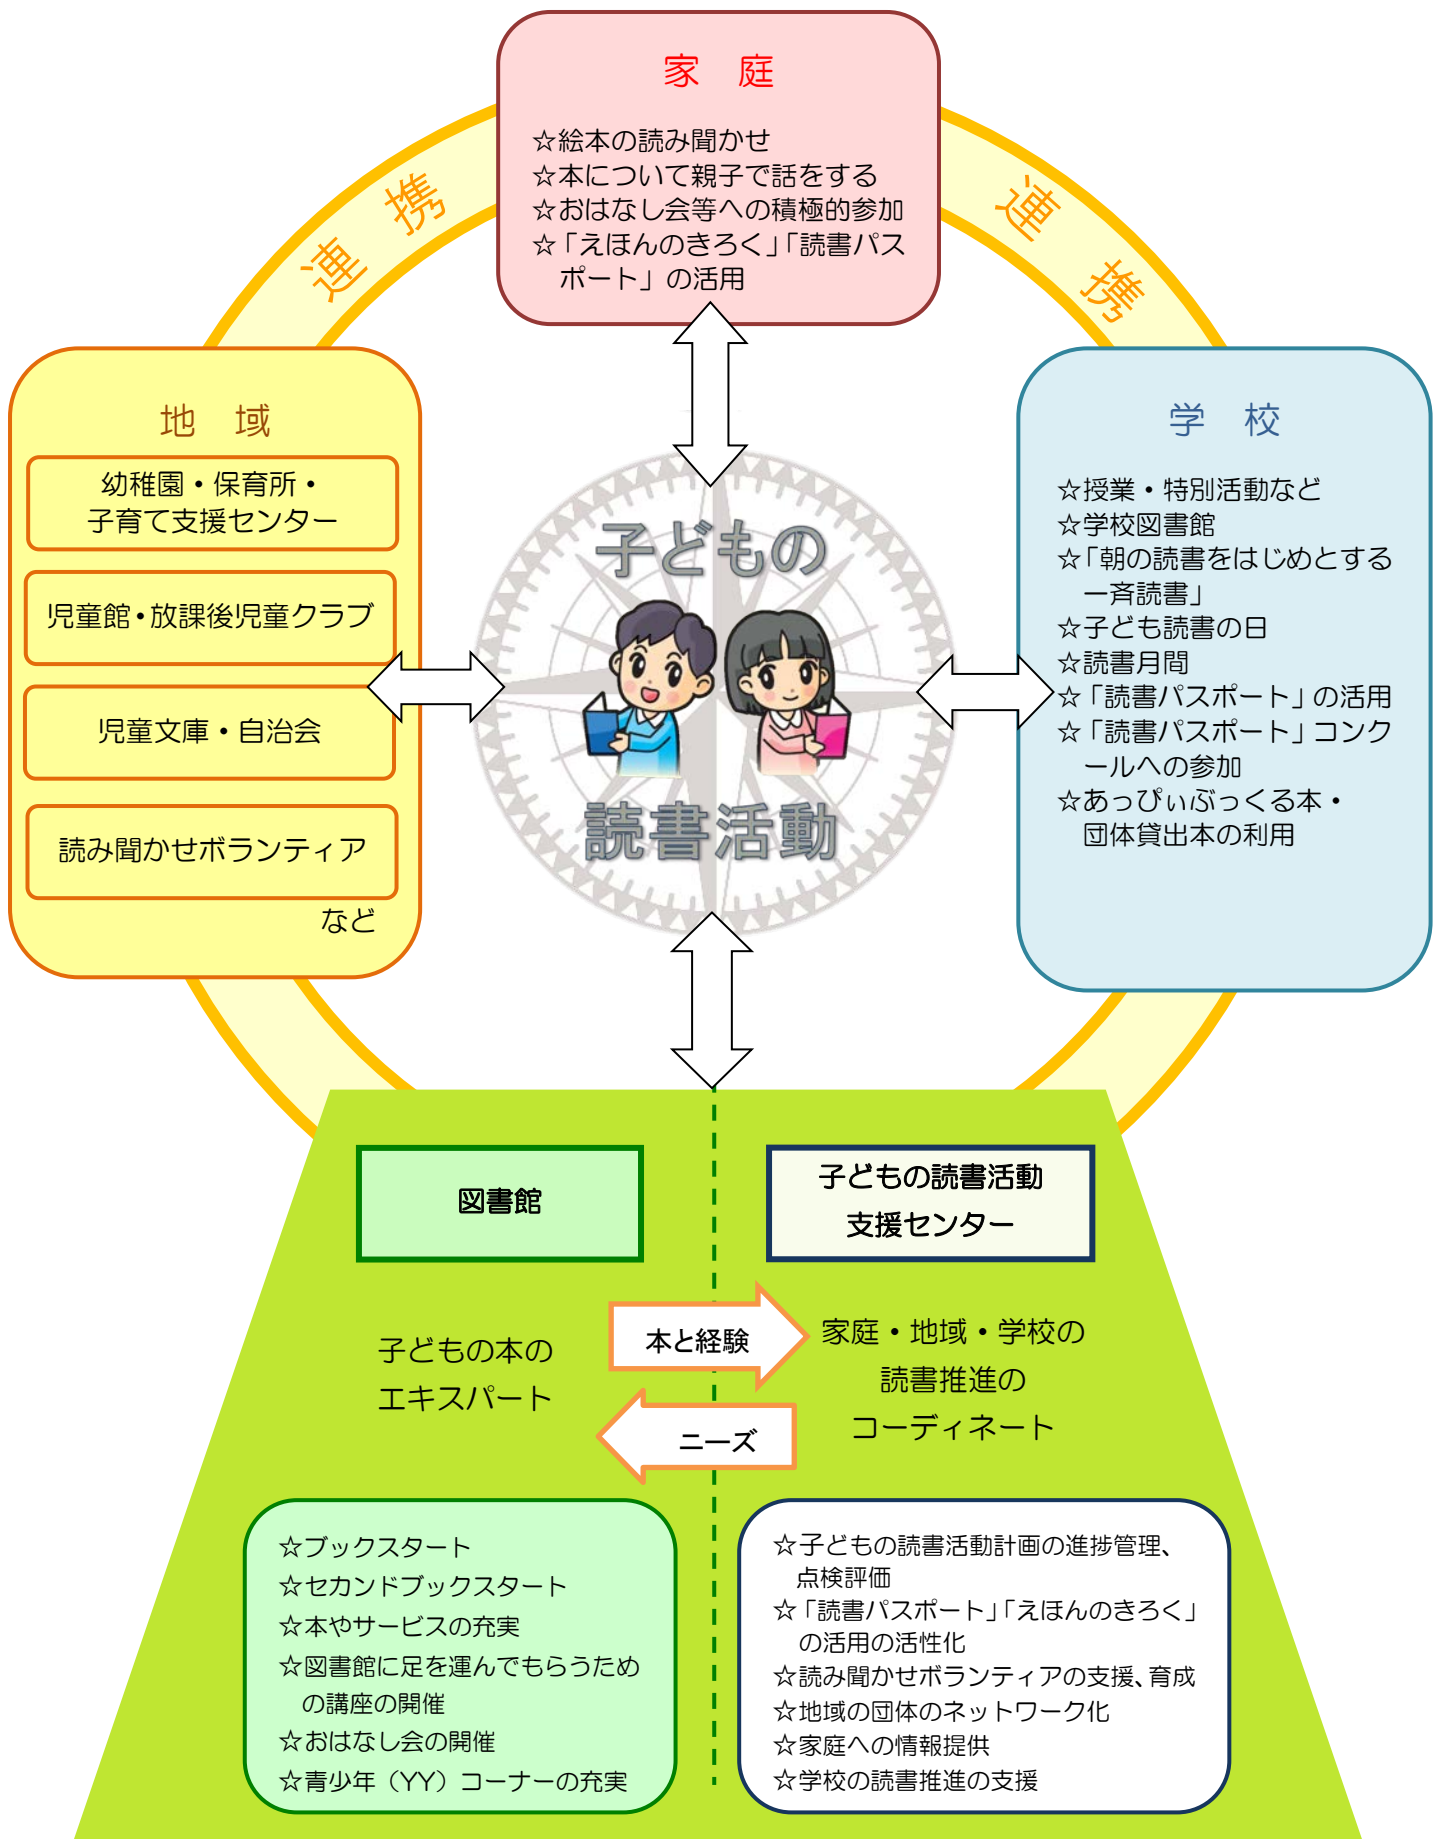 家　庭
☆絵本の読み聞かせ
☆本について親子で話をする
☆おはなし会等への積極的参加
☆「えほんのきろく」「読書パス
ポート」の活用
連携
連携
地　域
幼稚園・保育所・
子育て支援センター
児童館・放課後児童クラブ
児童文庫・自治会
読み聞かせボランティア
など
子どもの
読書活動
学　校
☆授業・特別活動など
☆学校図書館
☆「朝の読書をはじめとする
一斉読書」
☆子ども読書の日
☆読書月間
☆「読書パスポート」の活用
☆「読書パスポート」コンク
ールへの参加
☆あっぴぃぶっくる本・
団体貸出本の利用
図書館
子どもの読書活動
支援センター
子どもの本の
エキスパート
本と経験
ニーズ
家庭・地域・学校の
読書推進の
コーディネート
☆ブックスタート
☆セカンドブックスタート
☆本やサービスの充実
☆図書館に足を運んでもらうため
の講座の開催
☆おはなし会の開催
☆青少年（YY）コーナーの充実
☆子どもの読書活動計画の進捗管理、
点検評価
☆「読書パスポート」「えほんのきろく」
の活用の活性化
☆読み聞かせボランティアの支援、育成
☆地域の団体のネットワーク化
☆家庭への情報提供
☆学校の読書推進の支援